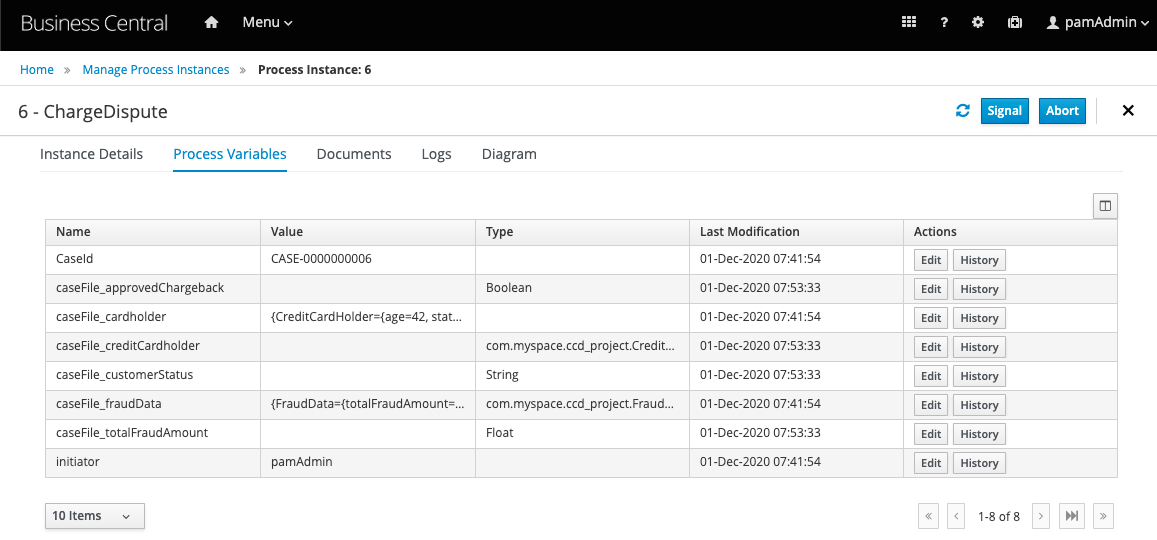 Business Central Menu ? pamAdmin
Home » Manage Process Instances » Process Instance: 6
6 - ChargeDispute Signal Abort
Instance Details Process Variables Documents Logs Diagram
Name Value Type Last Modification Actions
CaseId CASE-0000000006 01-Dec-2020 07:41:54 Edit History
caseFile_approvedChargeback Boolean 01-Dec-2020 07:53:33 Edit History
caseFile_cardholder {CreditCardHolder={age=42, stat... 01-Dec-2020 07:41:54 Edit History
caseFile_creditCardholder com.myspace.ccd_project.Credit... 01-Dec-2020 07:53:33 Edit History
caseFile_customerStatus String 01-Dec-2020 07:53:33 Edit History
caseFile_fraudData {FraudData={totalFraudAmount=... com.myspace.ccd_project.Fraud... 01-Dec-2020 07:41:54 Edit History
caseFile_totalFraudAmount Float 01-Dec-2020 07:53:33 Edit History
initiator pamAdmin 01-Dec-2020 07:41:54 Edit History
10 Items « ‹ 1-8 of 8 › »